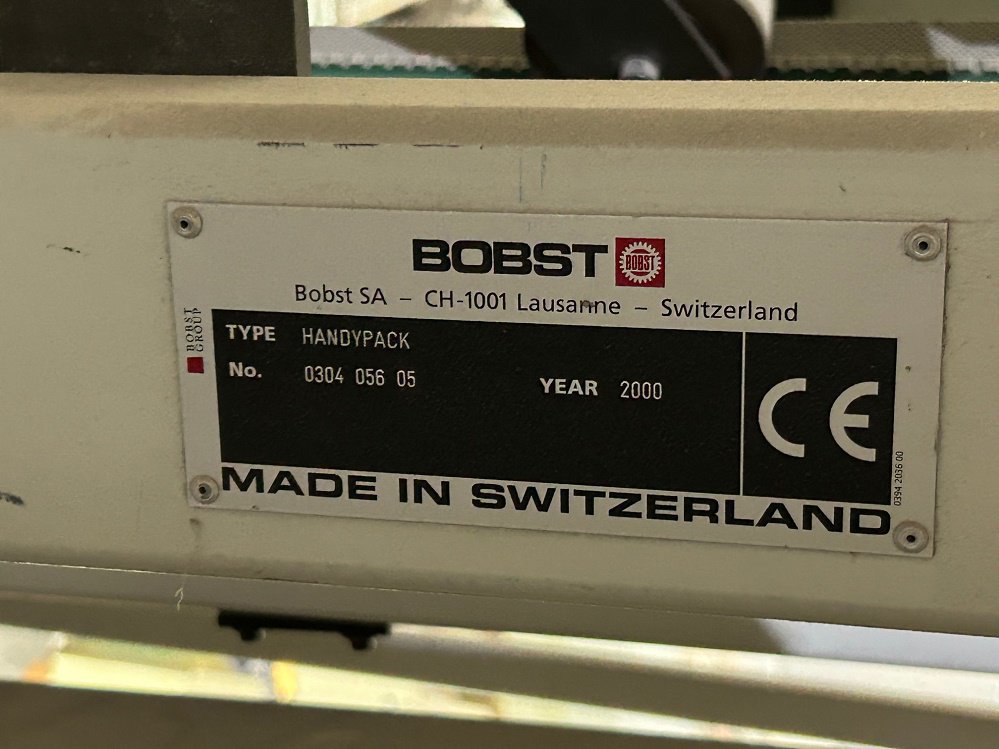 BOBST
BOBST
Bobst SA – CH-1001 Lausanne – Switzerland
BOBST
GROUP
TYPE HANDYPACK
No. 0304 056 05
YEAR 2000
CE
0394 2036 00
MADE IN SWITZERLAND